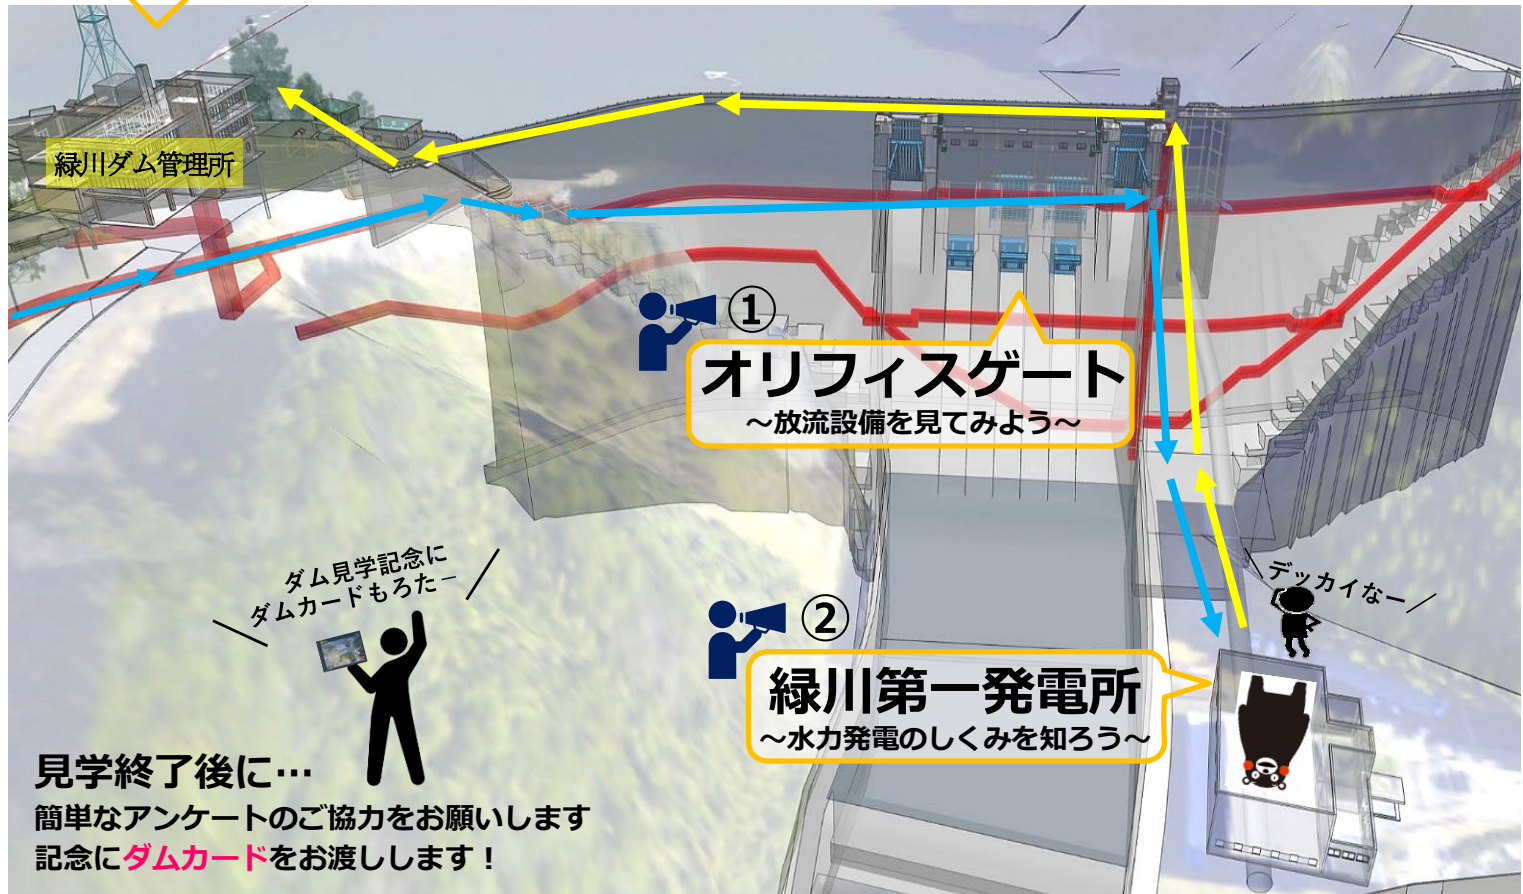 緑川ダム管理所
①
オリフィスゲート
～放流設備を見てみよう～
ダム見学記念に
ダムカードもろた－
デッカイなー
②
緑川第一発電所
～水力発電のしくみを知ろう～
見学終了後に…
簡単なアンケートのご協力をお願いします
記念にダムカードをお渡しします！